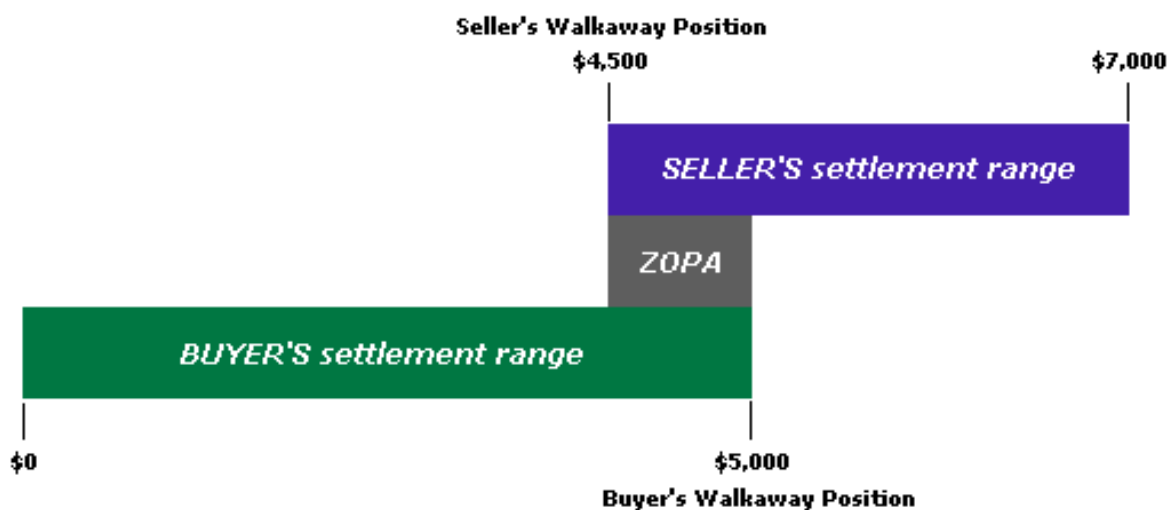 Seller's Walkaway Position
$4,500
$7,000
SELLER'S settlement range
ZOPA
BUYER'S settlement range
$0
$5,000
Buyer's Walkaway Position